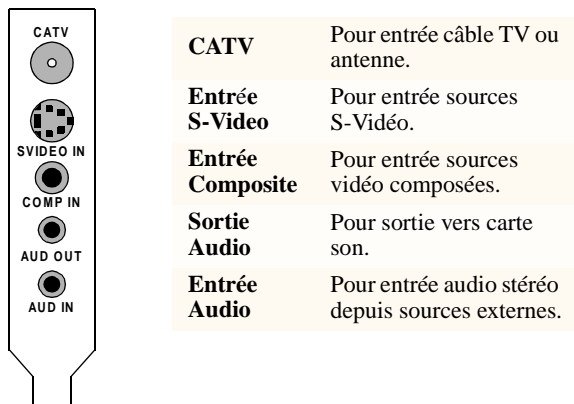 CATV
SVIDEO IN
COMP IN
AUD OUT
AUD IN
CATV Pour entrée câble TV ou
antenne.
Entrée Pour entrée sources
S-Video S-Vidéo.
Entrée Pour entrée sources
Composite vidéo composées.
Sortie Pour sortie vers carte
Audio son.
Entrée Pour entrée audio stéréo
Audio depuis sources externes.